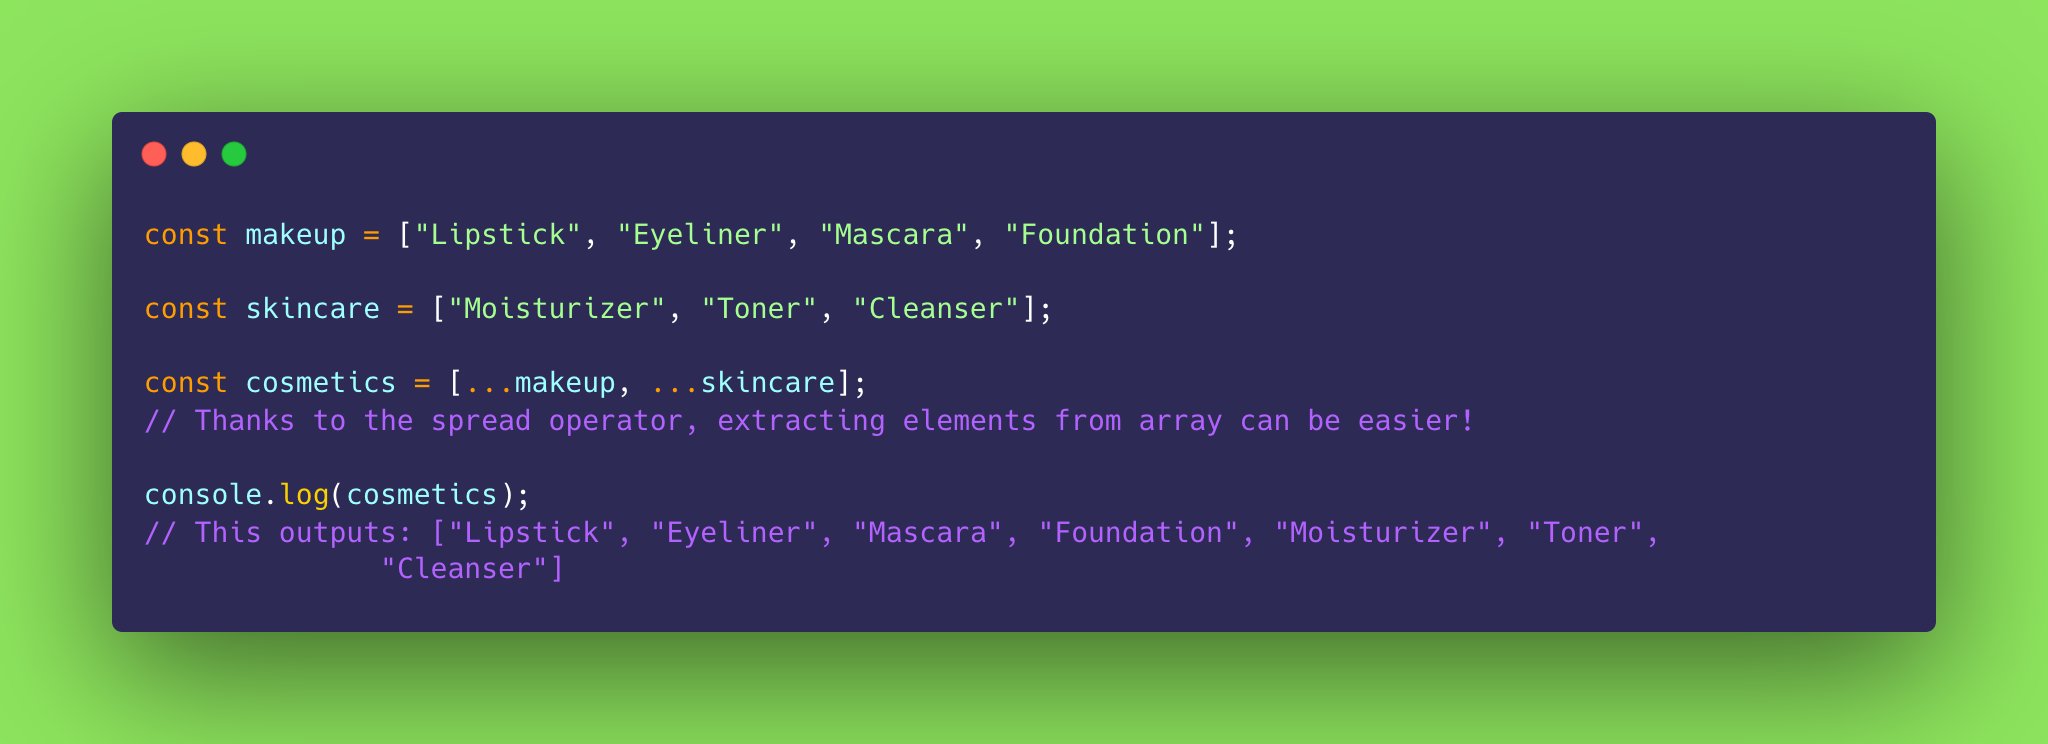 const makeup = ["Lipstick", "Eyeliner", "Mascara", "Foundation"];
const skincare = ["Moisturizer", "Toner", "Cleanser"];
const cosmetics = [...makeup, ...skincare];
// Thanks to the spread operator, extracting elements from array can be easier!
console.log(cosmetics);
// This outputs: ["Lipstick", "Eyeliner", "Mascara", "Foundation", "Moisturizer", "Toner",
"Cleanser"]